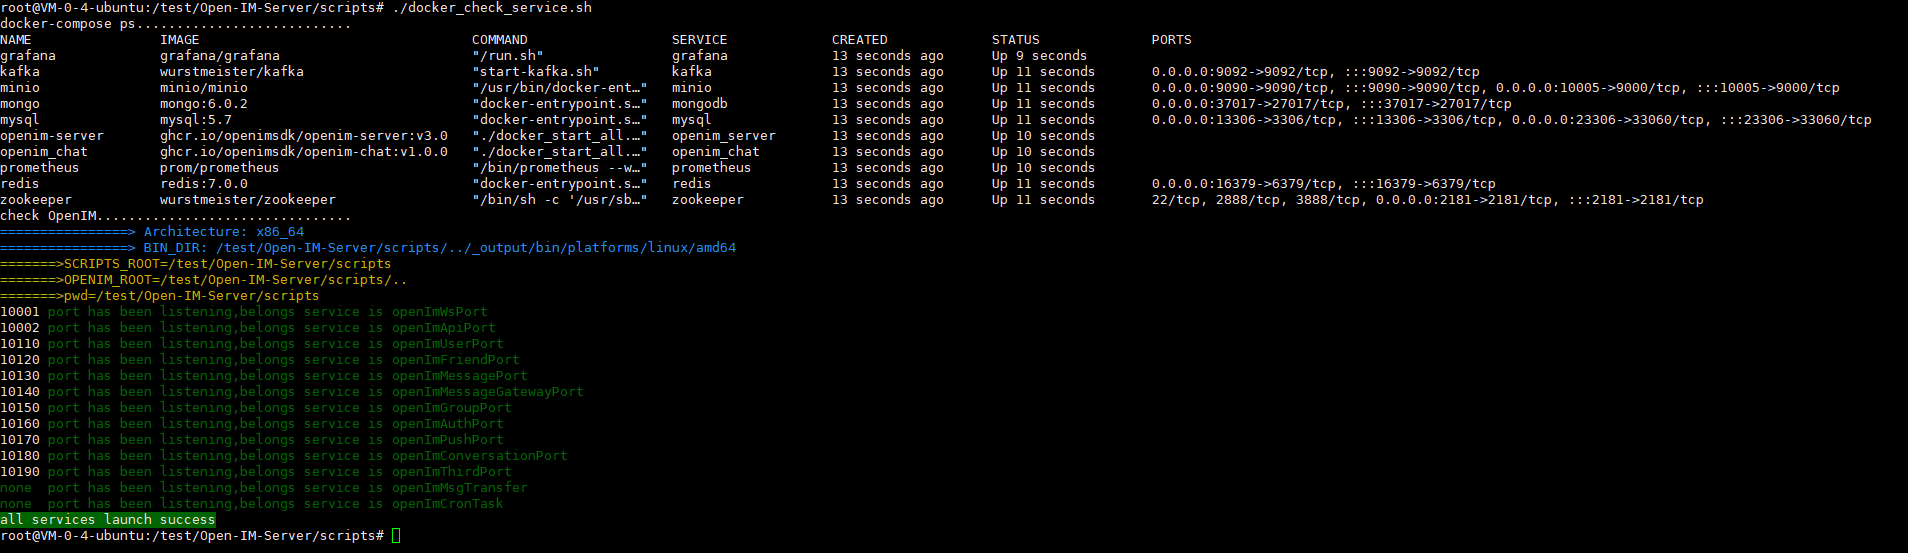 root@VM-0-4-ubuntu:/test/Open-IM-Server/scripts# ./docker_check_service.sh
docker-compose ps...........................
NAME                IMAGE                                  COMMAND                  SERVICE             CREATED             STATUS              PORTS
grafana             grafana/grafana                        "/run.sh"                grafana             13 seconds ago      Up 9 seconds
kafka               wurstmeister/kafka                     "start-kafka.sh"         kafka               13 seconds ago      Up 11 seconds       0.0.0.0:9092->9092/tcp, :::9092->9092/tcp
minio               minio/minio                            "/usr/bin/docker-ent…"   minio               13 seconds ago      Up 11 seconds       0.0.0.0:9090->9090/tcp, :::9090->9090/tcp, 0.0.0.0:10005->9000/tcp, :::10005->9000/tcp
mongo               mongo:6.0.2                            "docker-entrypoint.s…"   mongodb             13 seconds ago      Up 11 seconds       0.0.0.0:37017->27017/tcp, :::37017->27017/tcp
mysql               mysql:5.7                              "docker-entrypoint.s…"   mysql               13 seconds ago      Up 11 seconds       0.0.0.0:13306->3306/tcp, :::13306->3306/tcp, 0.0.0.0:23306->33060/tcp, :::23306->33060/tcp
openim-server       ghcr.io/openimsdk/openim-server:v3.0   "./docker_start_all.…"   openim_server       13 seconds ago      Up 10 seconds
openim_chat         ghcr.io/openimsdk/openim-chat:v1.0.0   "./docker_start_all.…"   openim_chat         13 seconds ago      Up 10 seconds
prometheus          prom/prometheus                        "/bin/prometheus --w…"   prometheus          13 seconds ago      Up 10 seconds
redis               redis:7.0.0                            "docker-entrypoint.s…"   redis               13 seconds ago      Up 11 seconds       0.0.0.0:16379->6379/tcp, :::16379->6379/tcp
zookeeper           wurstmeister/zookeeper                 "/bin/sh -c '/usr/sb…"   zookeeper           13 seconds ago      Up 11 seconds       22/tcp, 2888/tcp, 3888/tcp, 0.0.0.0:2181->2181/tcp, :::2181->2181/tcp
check OpenIM................................
================> Architecture: x86_64
================> BIN_DIR: /test/Open-IM-Server/scripts/../_output/bin/platforms/linux/amd64
=======>SCRIPTS_ROOT=/test/Open-IM-Server/scripts
=======>OPENIM_ROOT=/test/Open-IM-Server/scripts/..
=======>pwd=/test/Open-IM-Server/scripts
10001 port has been listening,belongs service is openImWsPort
10002 port has been listening,belongs service is openImApiPort
10110 port has been listening,belongs service is openImUserPort
10120 port has been listening,belongs service is openImFriendPort
10130 port has been listening,belongs service is openImMessagePort
10140 port has been listening,belongs service is openImMessageGatewayPort
10150 port has been listening,belongs service is openImGroupPort
10160 port has been listening,belongs service is openImAuthPort
10170 port has been listening,belongs service is openImPushPort
10180 port has been listening,belongs service is openImConversationPort
10190 port has been listening,belongs service is openImThirdPort
none  port has been listening,belongs service is openImMsgTransfer
none  port has been listening,belongs service is openImCronTask
all services launch success
root@VM-0-4-ubuntu:/test/Open-IM-Server/scripts#